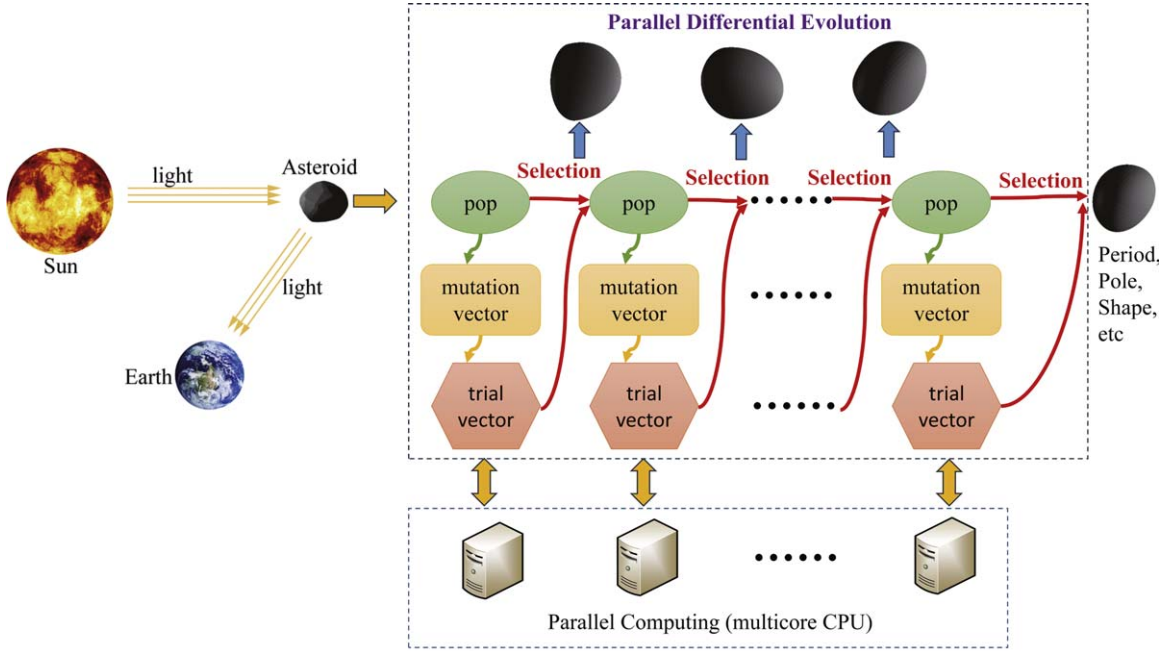 Parallel Differential Evolution
light
Asteroid
Sun
light
Earth
Selection
Selection
Selection
Selection
pop
pop
pop
mutation
vector
mutation
vector
mutation
vector
trial
vector
trial
vector
trial
vector
Period,
Pole,
Shape,
etc
Parallel Computing (multicore CPU)